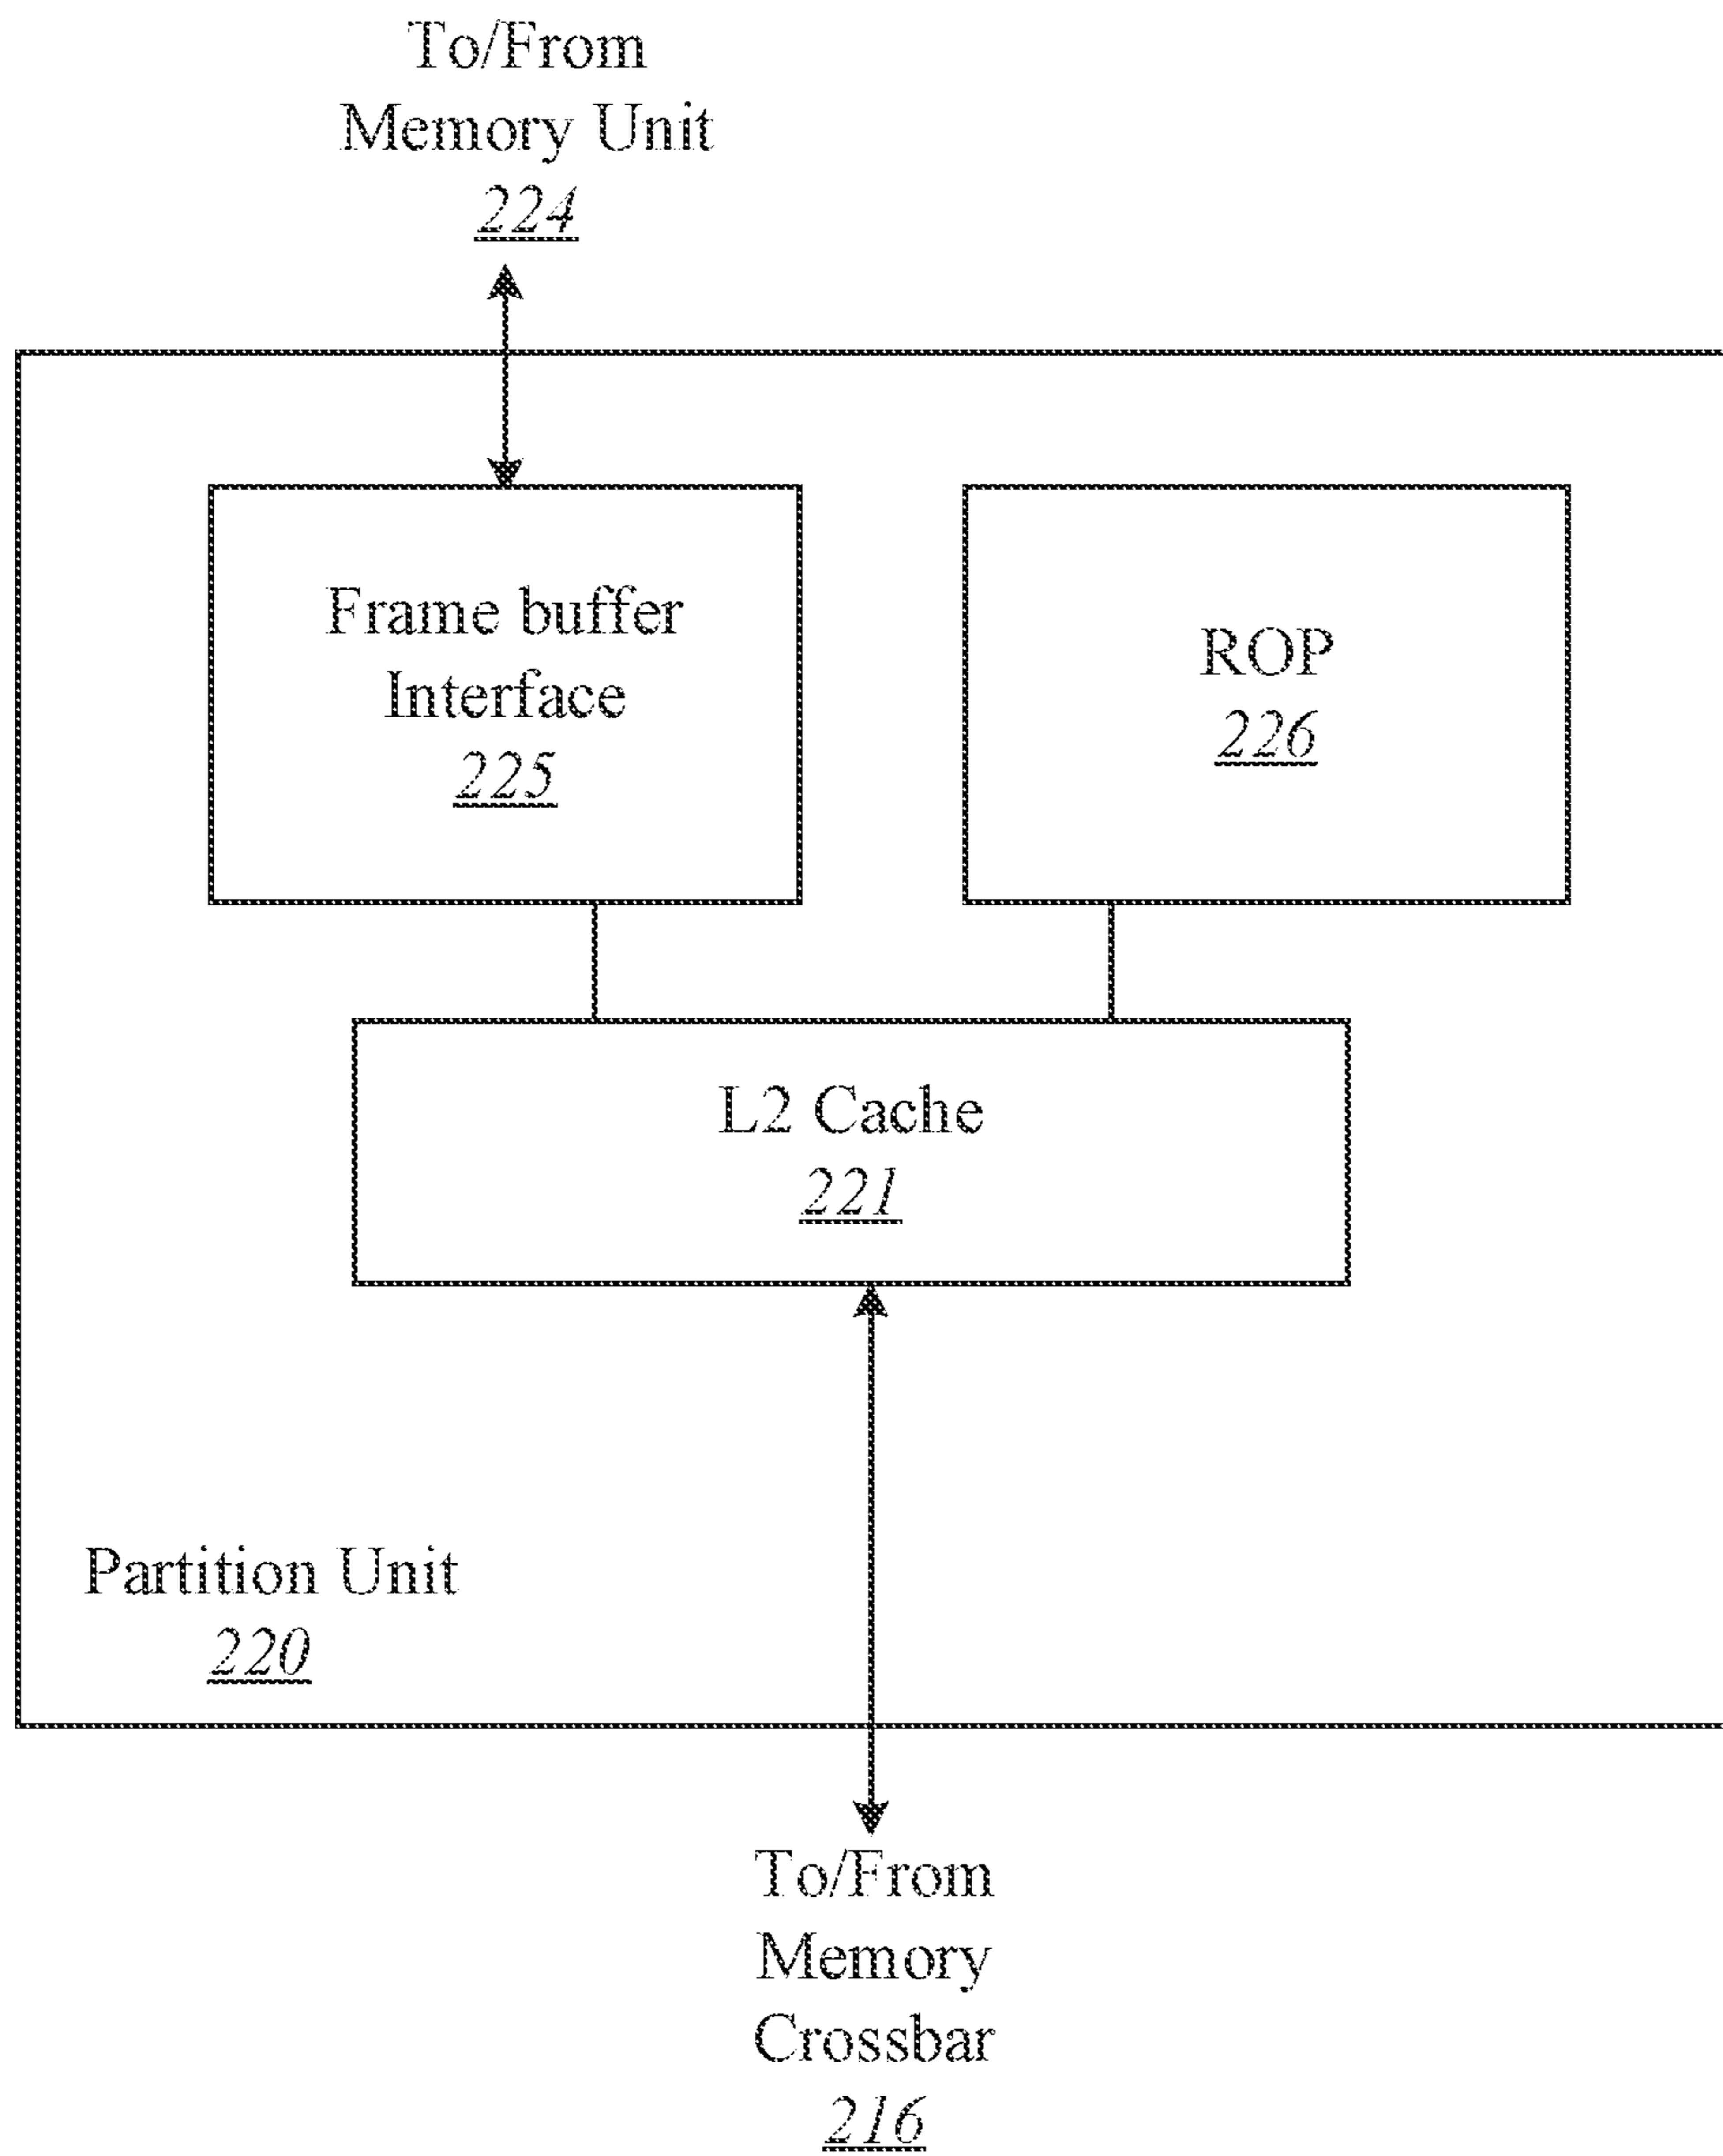 To/From
Memory Unit
224
Frame buffer
Interface
225
ROP
226
L2 Cache
221
Partition Unit
220
To/From
Memory
Crossbar
216